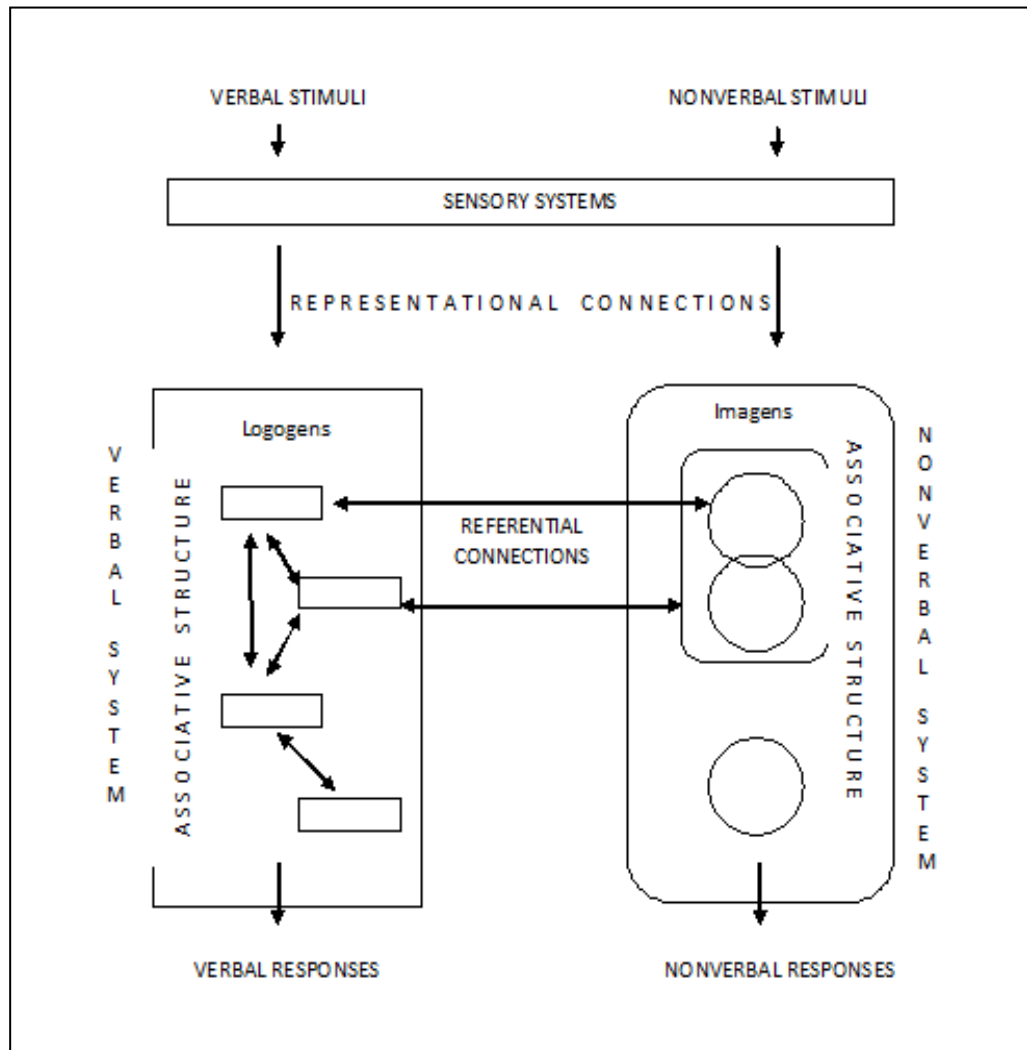 VERBAL STIMULI
NONVERBAL STIMULI
SENSORY SYSTEMS
REPRESENTATIONAL CONNECTIONS
VERBAL SYSTEM
ASSOCIATIVE STRUCTURE
Logogens
REFERENTIAL
CONNECTIONS
Imagens
ASSOCIATIVE STRUCTURE
NONVERBAL SYSTEM
VERBAL RESPONSES
NONVERBAL RESPONSES